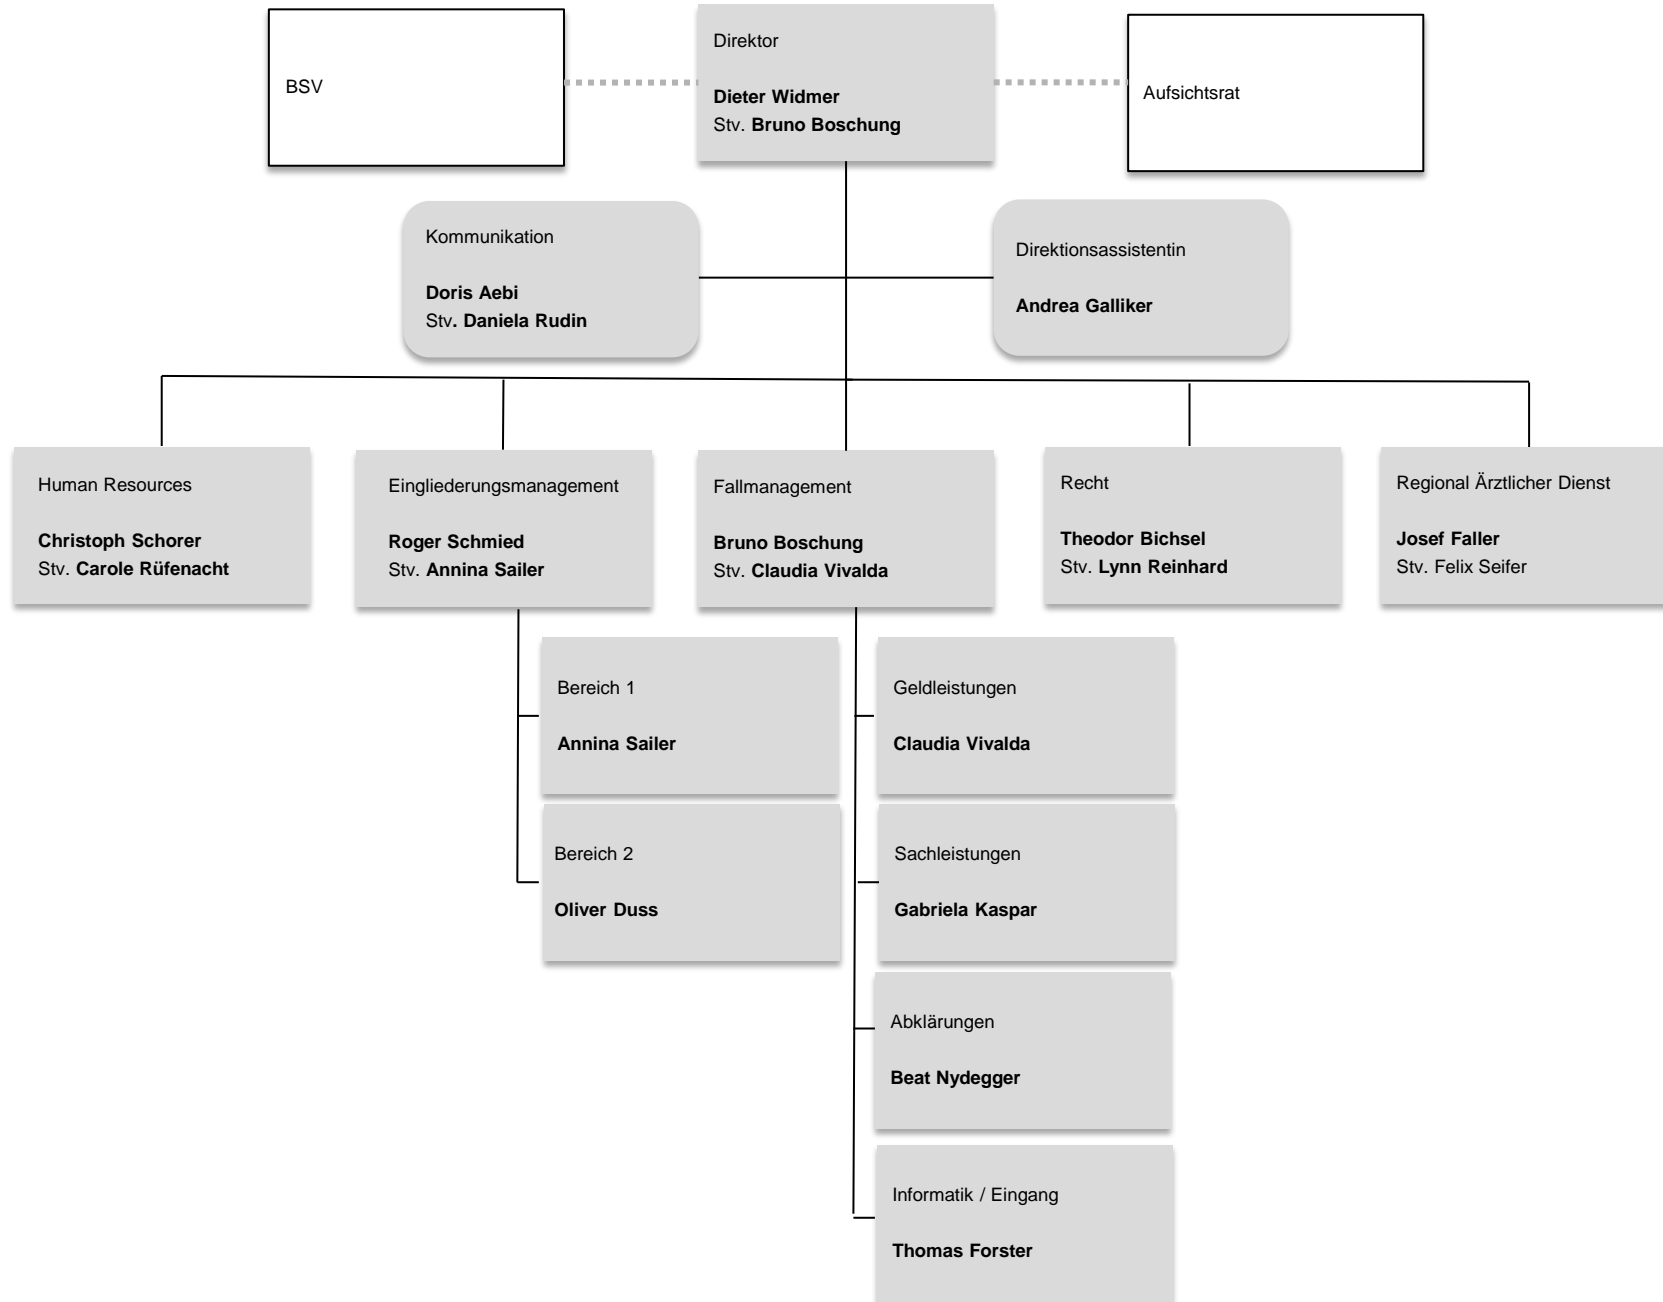 BSV
Direktor
Dieter Widmer
Stv. Bruno Boschung
Aufsichtsrat
Kommunikation
Doris Aebi
Stv. Daniela Rudin
Direktionsassistentin
Andrea Galliker
Human Resources
Christoph Schorer
Stv. Carole Rüfenacht
Eingliederungsmanagement
Roger Schmied
Stv. Annina Sailer
Fallmanagement
Bruno Boschung
Stv. Claudia Vivalda
Recht
Theodor Bichsel
Stv. Lynn Reinhard
Regional Ärztlicher Dienst
Josef Faller
Stv. Felix Seifer
Bereich 1
Annina Sailer
Bereich 2
Oliver Duss
Geldleistungen
Claudia Vivalda
Sachleistungen
Gabriela Kaspar
Abklärungen
Beat Nydegger
Informatik / Eingang
Thomas Forster